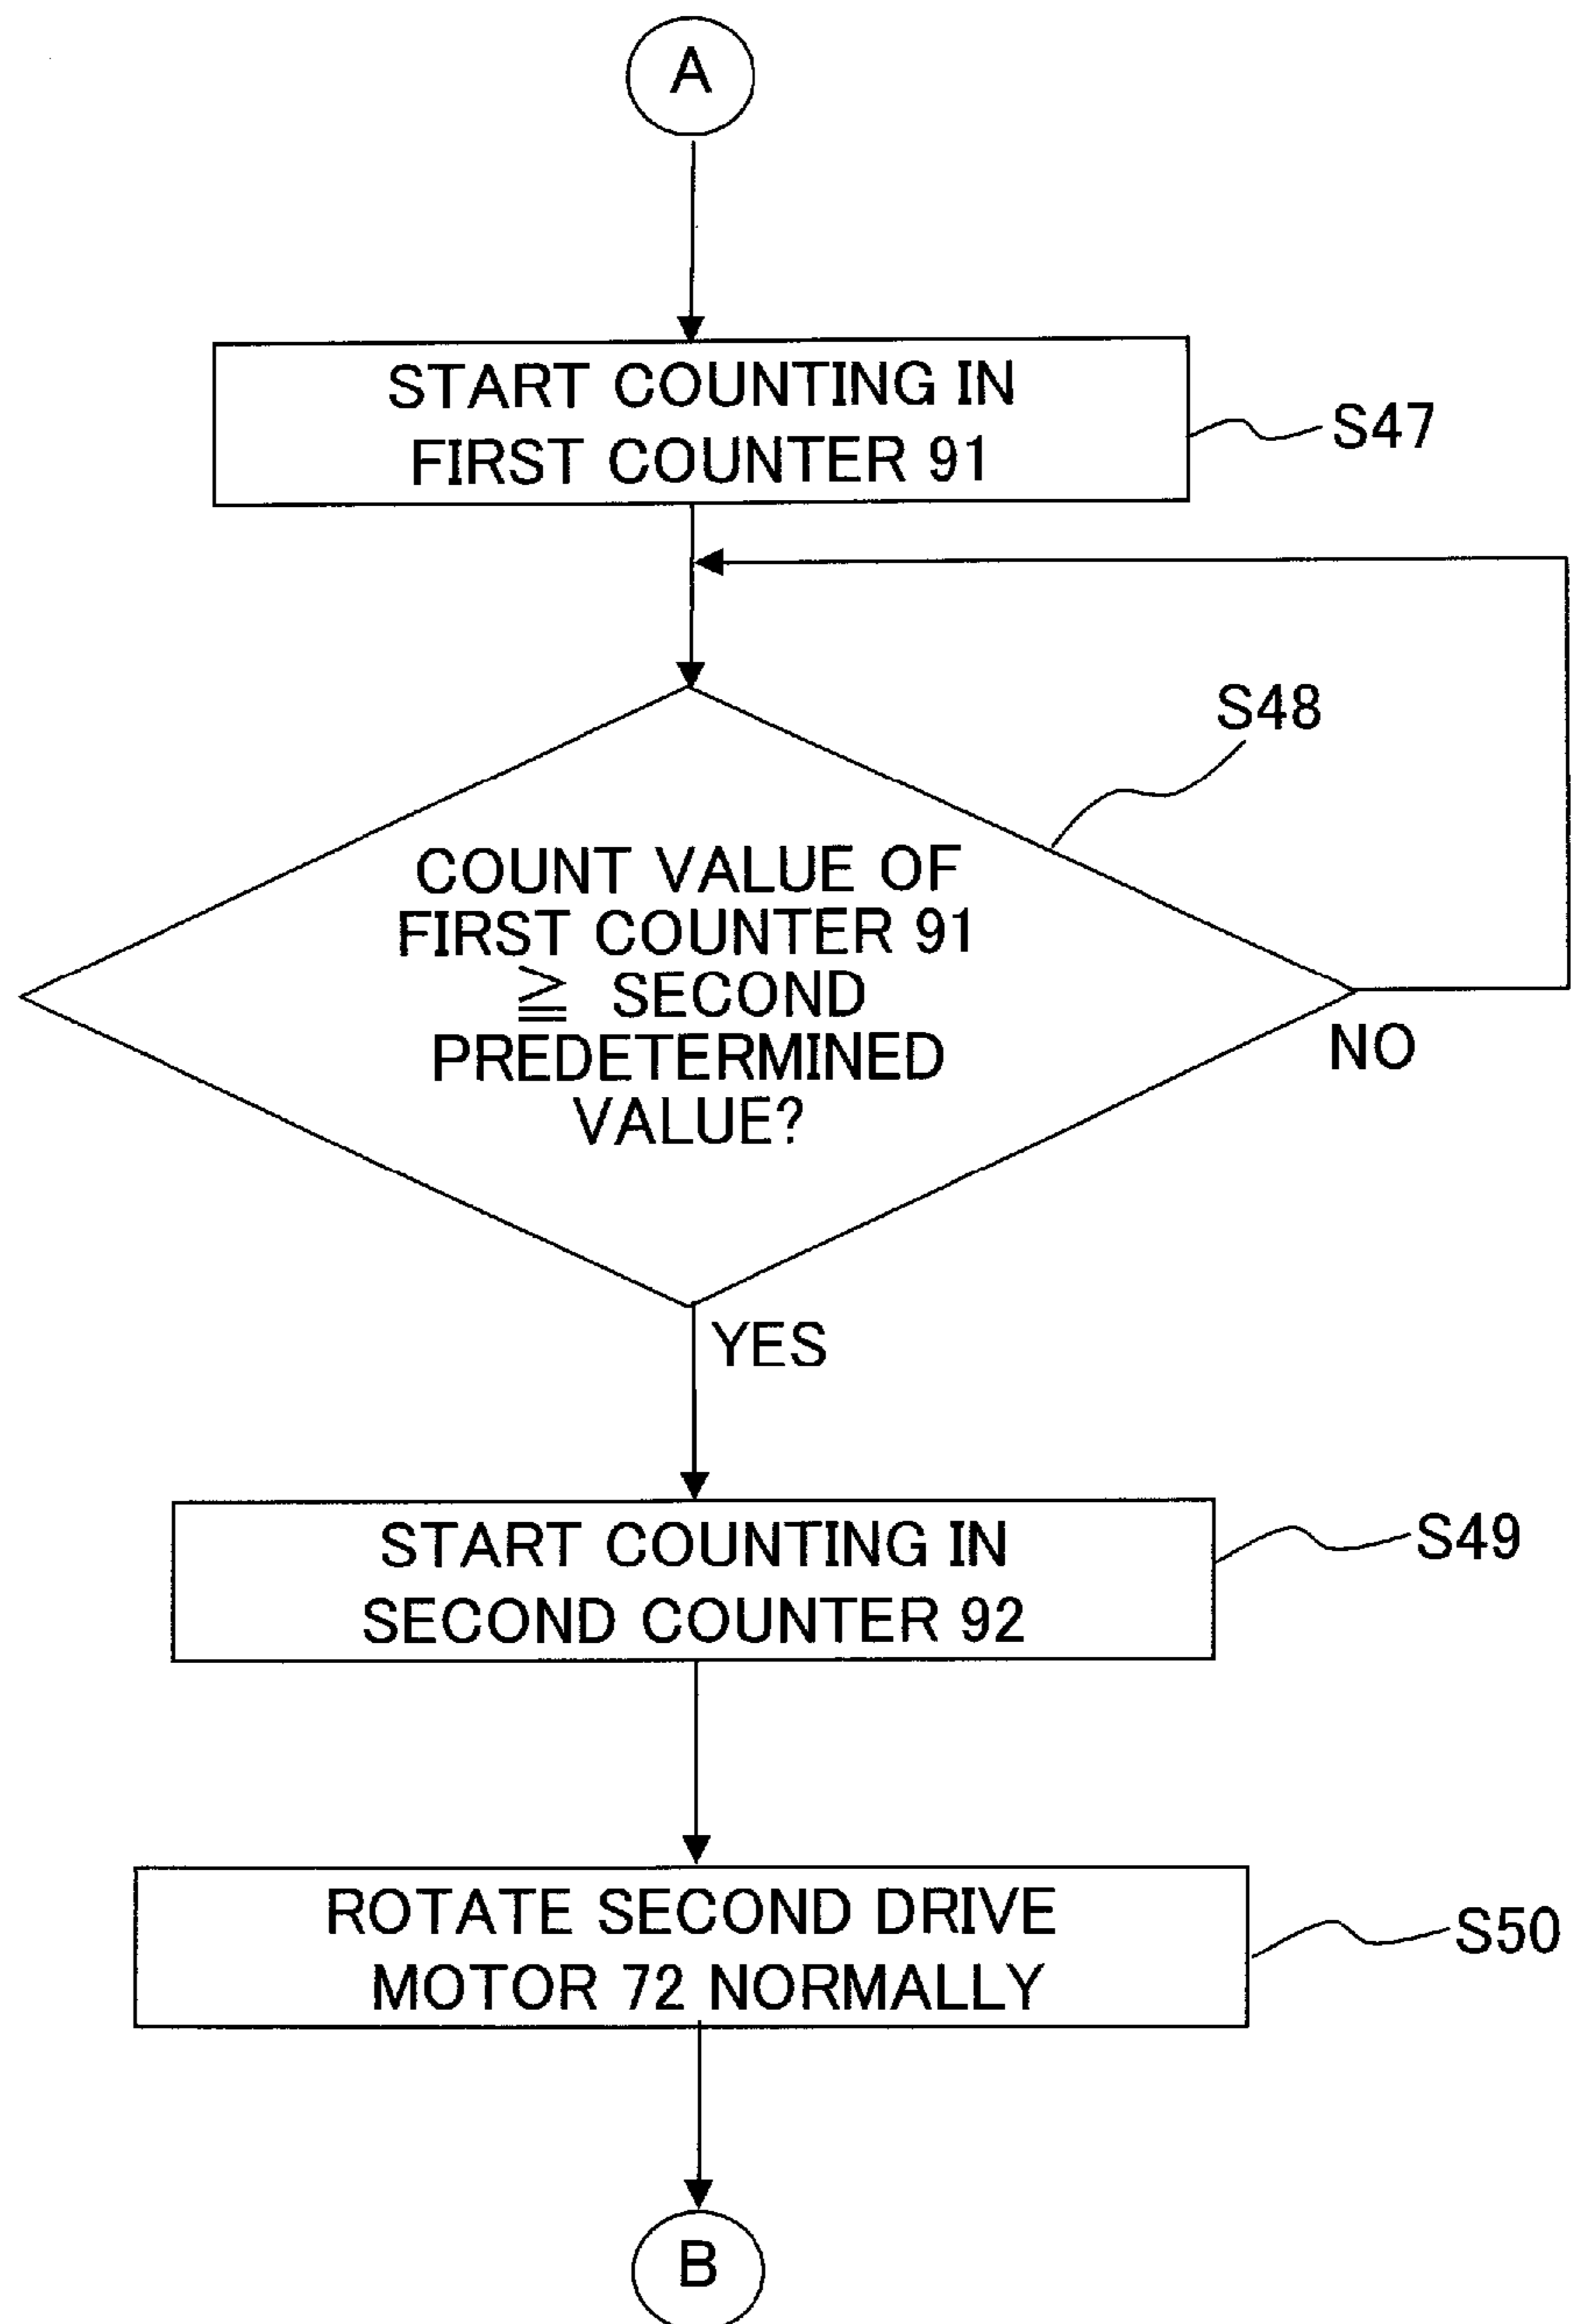 A
START COUNTING IN
FIRST COUNTER 91
S47
S48
COUNT VALUE OF
FIRST COUNTER 91
≧ SECOND
PREDETERMINED
VALUE?
NO
YES
START COUNTING IN
SECOND COUNTER 92
S49
ROTATE SECOND DRIVE
MOTOR 72 NORMALLY
S50
B